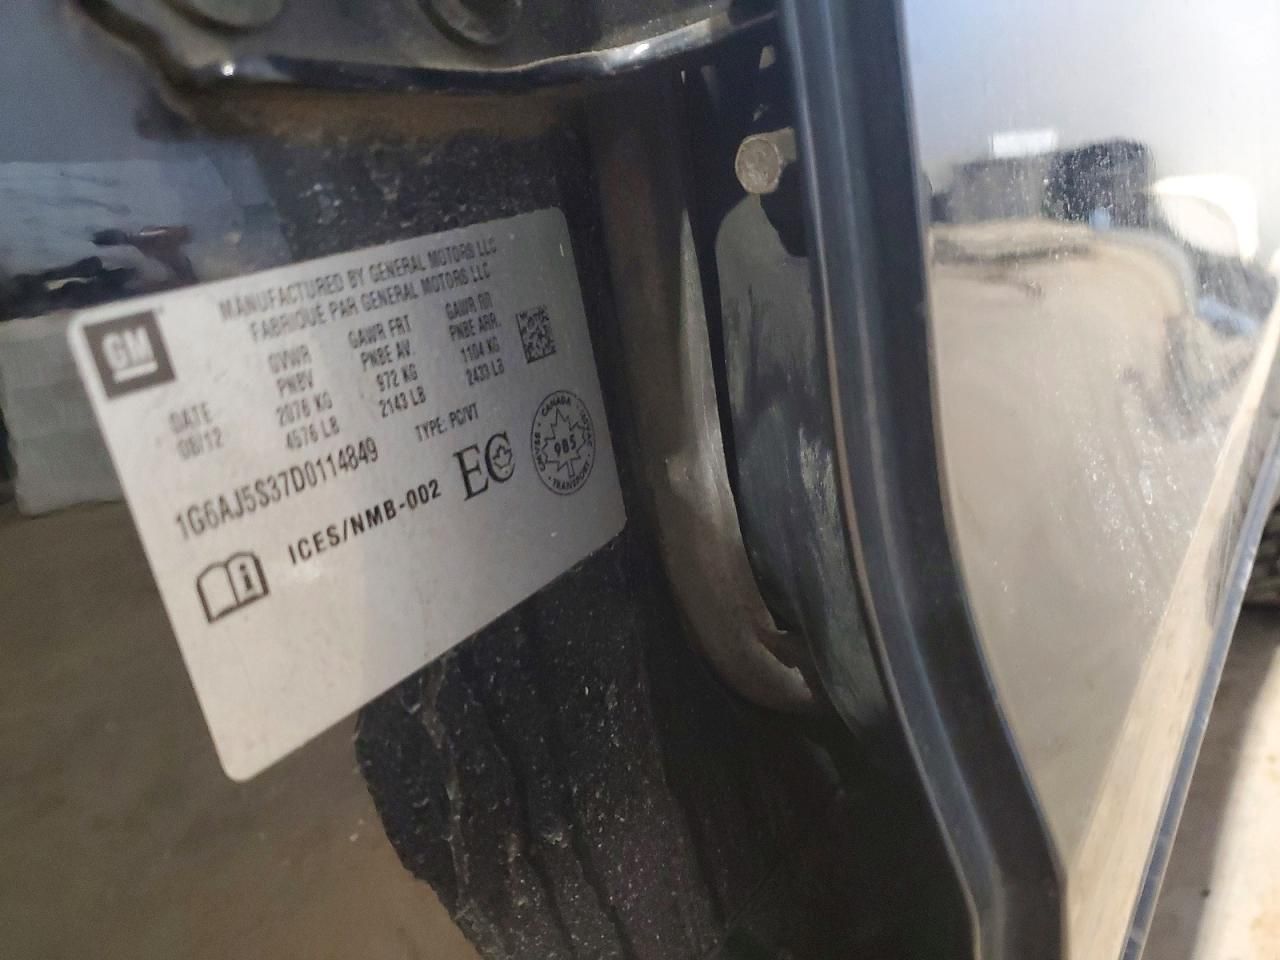 GM
MANUFACTURED BY GENERAL MOTORS LLC
FABRIQUÉ PAR GENERAL MOTORS LLC
DATE GVWR GAWR FRT GAWR RR
08/12 PNBV PNBE AV. PNBE ARR.
2076 KG 972 KG 1104 KG
4576 LB 2143 LB 2433 LB
1G6AJ5S37D0114849 TYPE: PC/VT
ICES/NMB-002 EC
CANADA
985
TRANSPORT